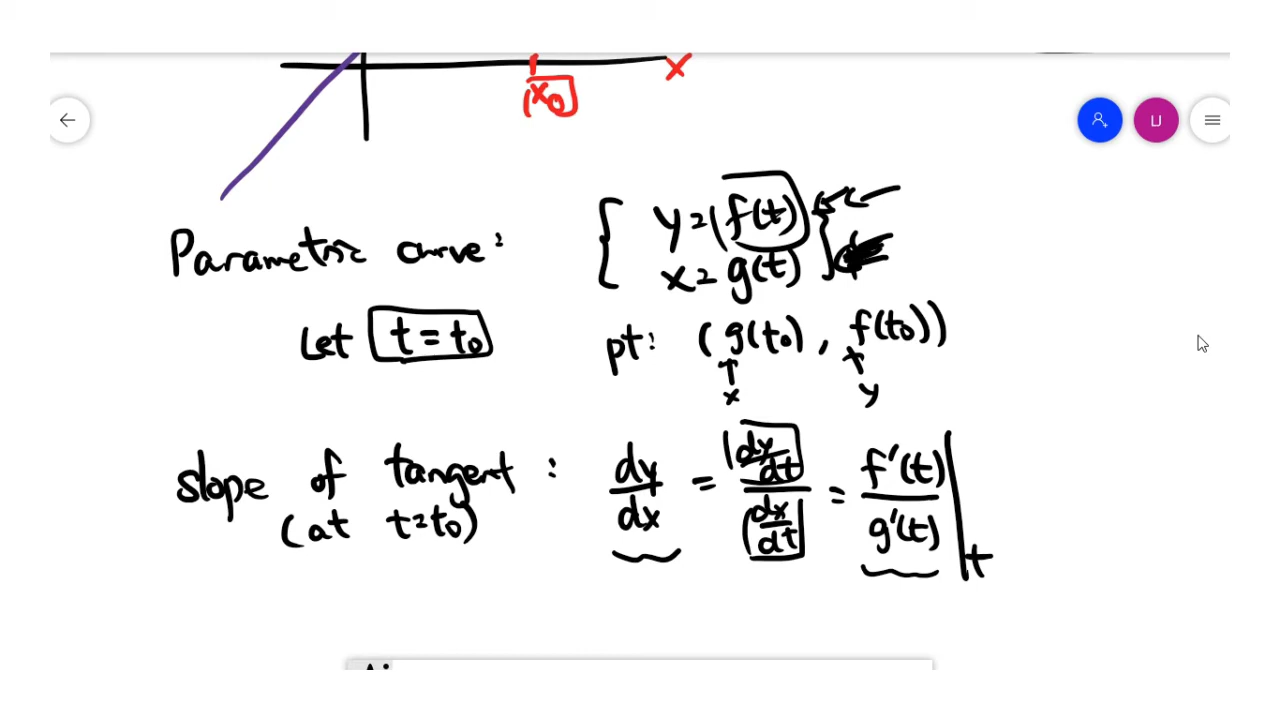 x
x₀
Parametric curve: { y = f(t)
x = g(t) }
Let t = t₀ pt: (g(t₀), f(t₀))
x y
slope of tangent: dy/dx = (dy/dt)/(dx/dt) = f'(t)/g'(t) |t
(at t=t₀)
U